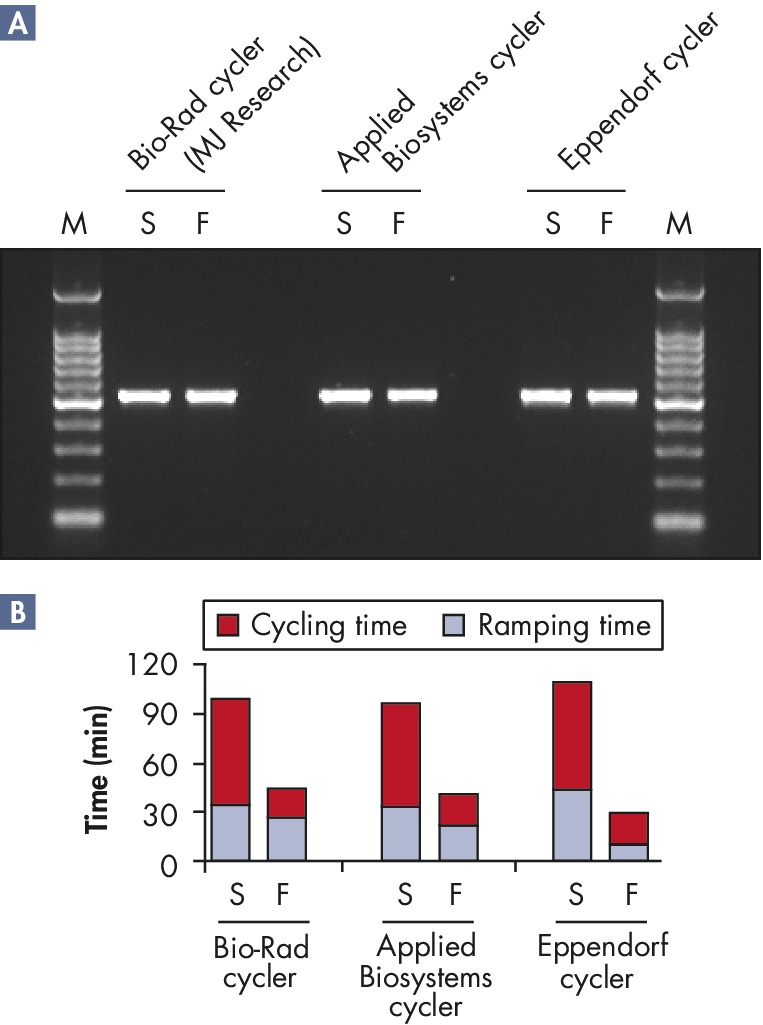 A
Bio-Rad cycler
(MJ Research)
Applied
Biosystems cycler
Eppendorf cycler
M S F S F S F M
B
Cycling time Ramping time
Time (min)
120
90
60
30
0
S F S F S F
Bio-Rad
cycler
Applied
Biosystems
cycler
Eppendorf
cycler